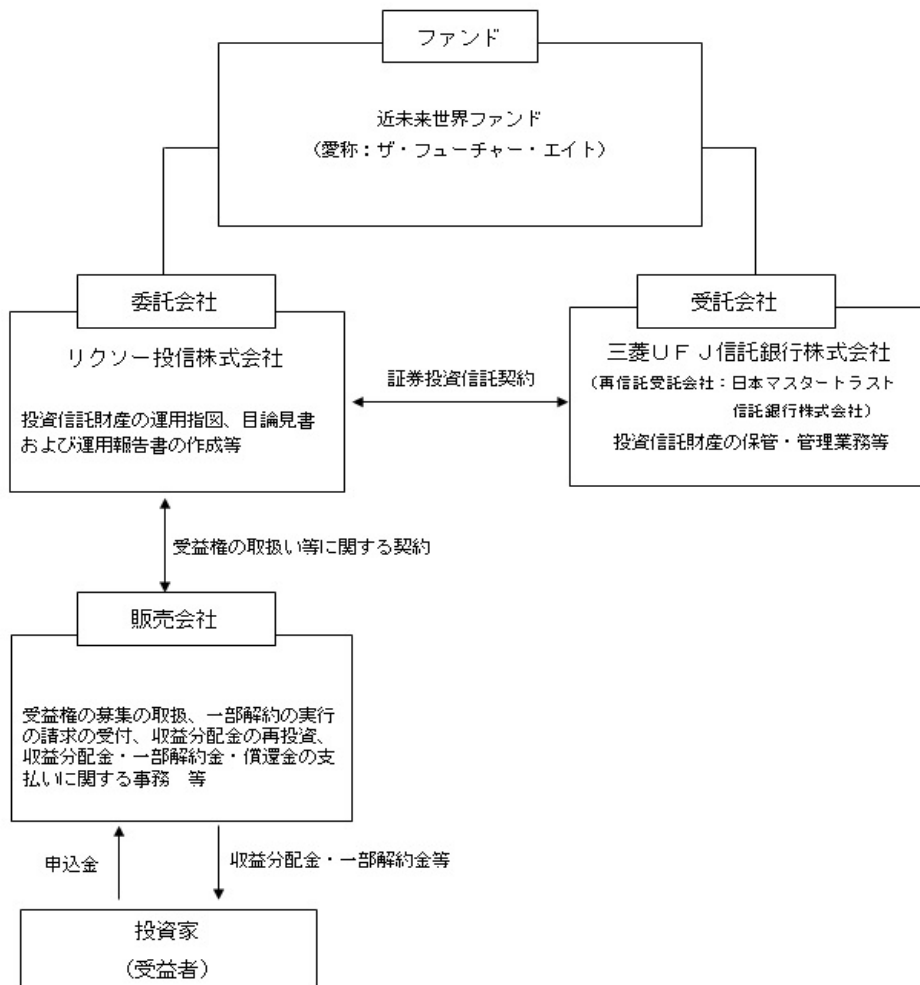 ファンド
近未来世界ファンド
（愛称：ザ・フューチャー・エイト）
委託会社
リクソー投信株式会社
投資信託財産の運用指図、目論見書
および運用報告書の作成等
証券投資信託契約
受託会社
三菱ＵＦＪ信託銀行株式会社
（再信託受託会社：日本マスタートラスト
信託銀行株式会社）
投資信託財産の保管・管理業務等
受益権の取扱い等に関する契約
販売会社
受益権の募集の取扱、一部解約の実行
の請求の受付、収益分配金の再投資、
収益分配金・一部解約金・償還金の支
払いに関する事務　等
申込金
収益分配金・一部解約金等
投資家
（受益者）